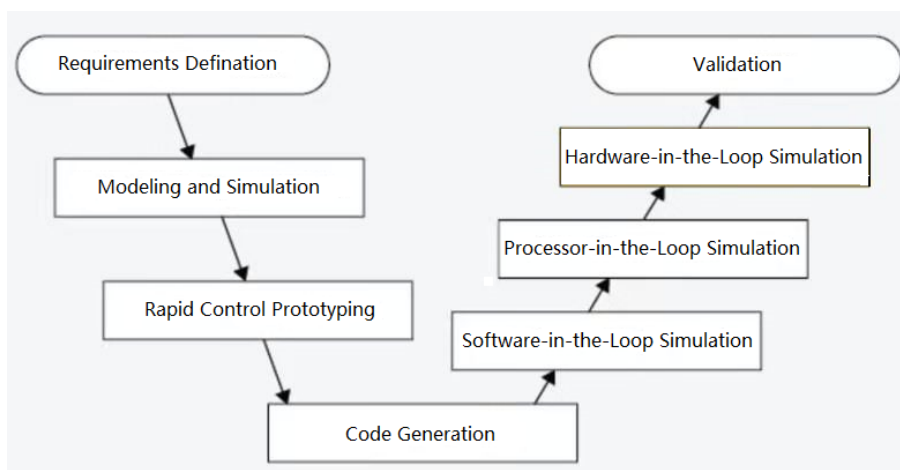 Requirements Defination
Validation
Hardware-in-the-Loop Simulation
Modeling and Simulation
Processor-in-the-Loop Simulation
Rapid Control Prototyping
Software-in-the-Loop Simulation
Code Generation